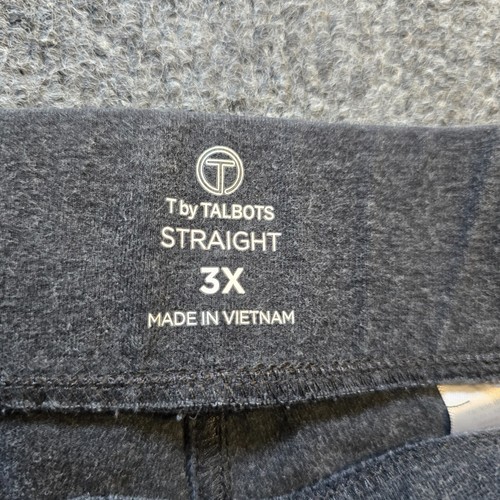 T
T by TALBOTS
STRAIGHT
3X
MADE IN VIETNAM